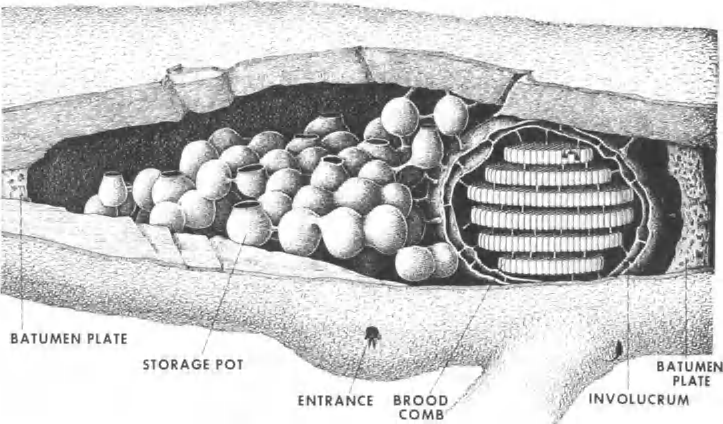 BATUMEN PLATE
STORAGE POT
ENTRANCE
BROOD
COMB
INVOLUCRUM
BATUMEN
PLATE